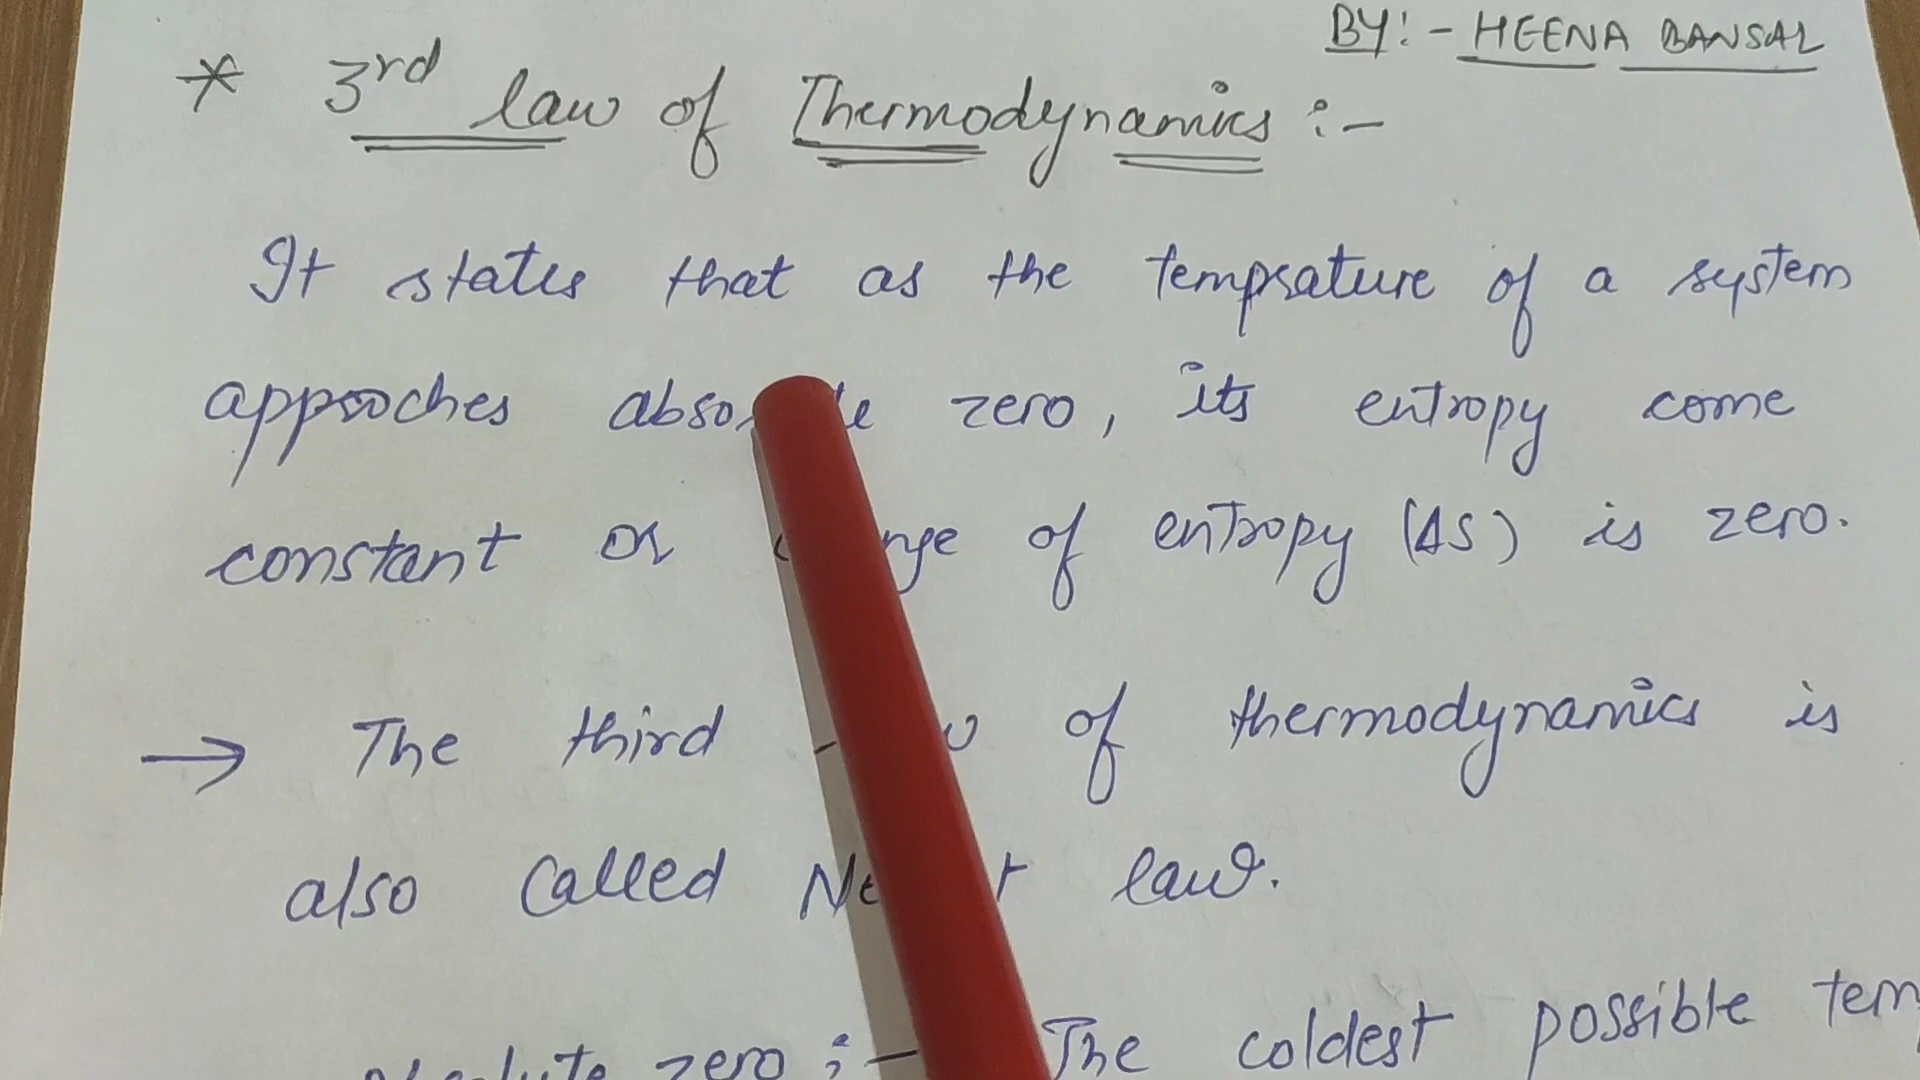 BY:- HEENA BANSAL
* 3rd law of Thermodynamics :-
It states that as the temprature of a system
approches zero, its entropy come
constant or of entropy (ΔS) is zero.
→ The third of thermodynamics is
also called law.
absolute zero :- The coldest possible tem